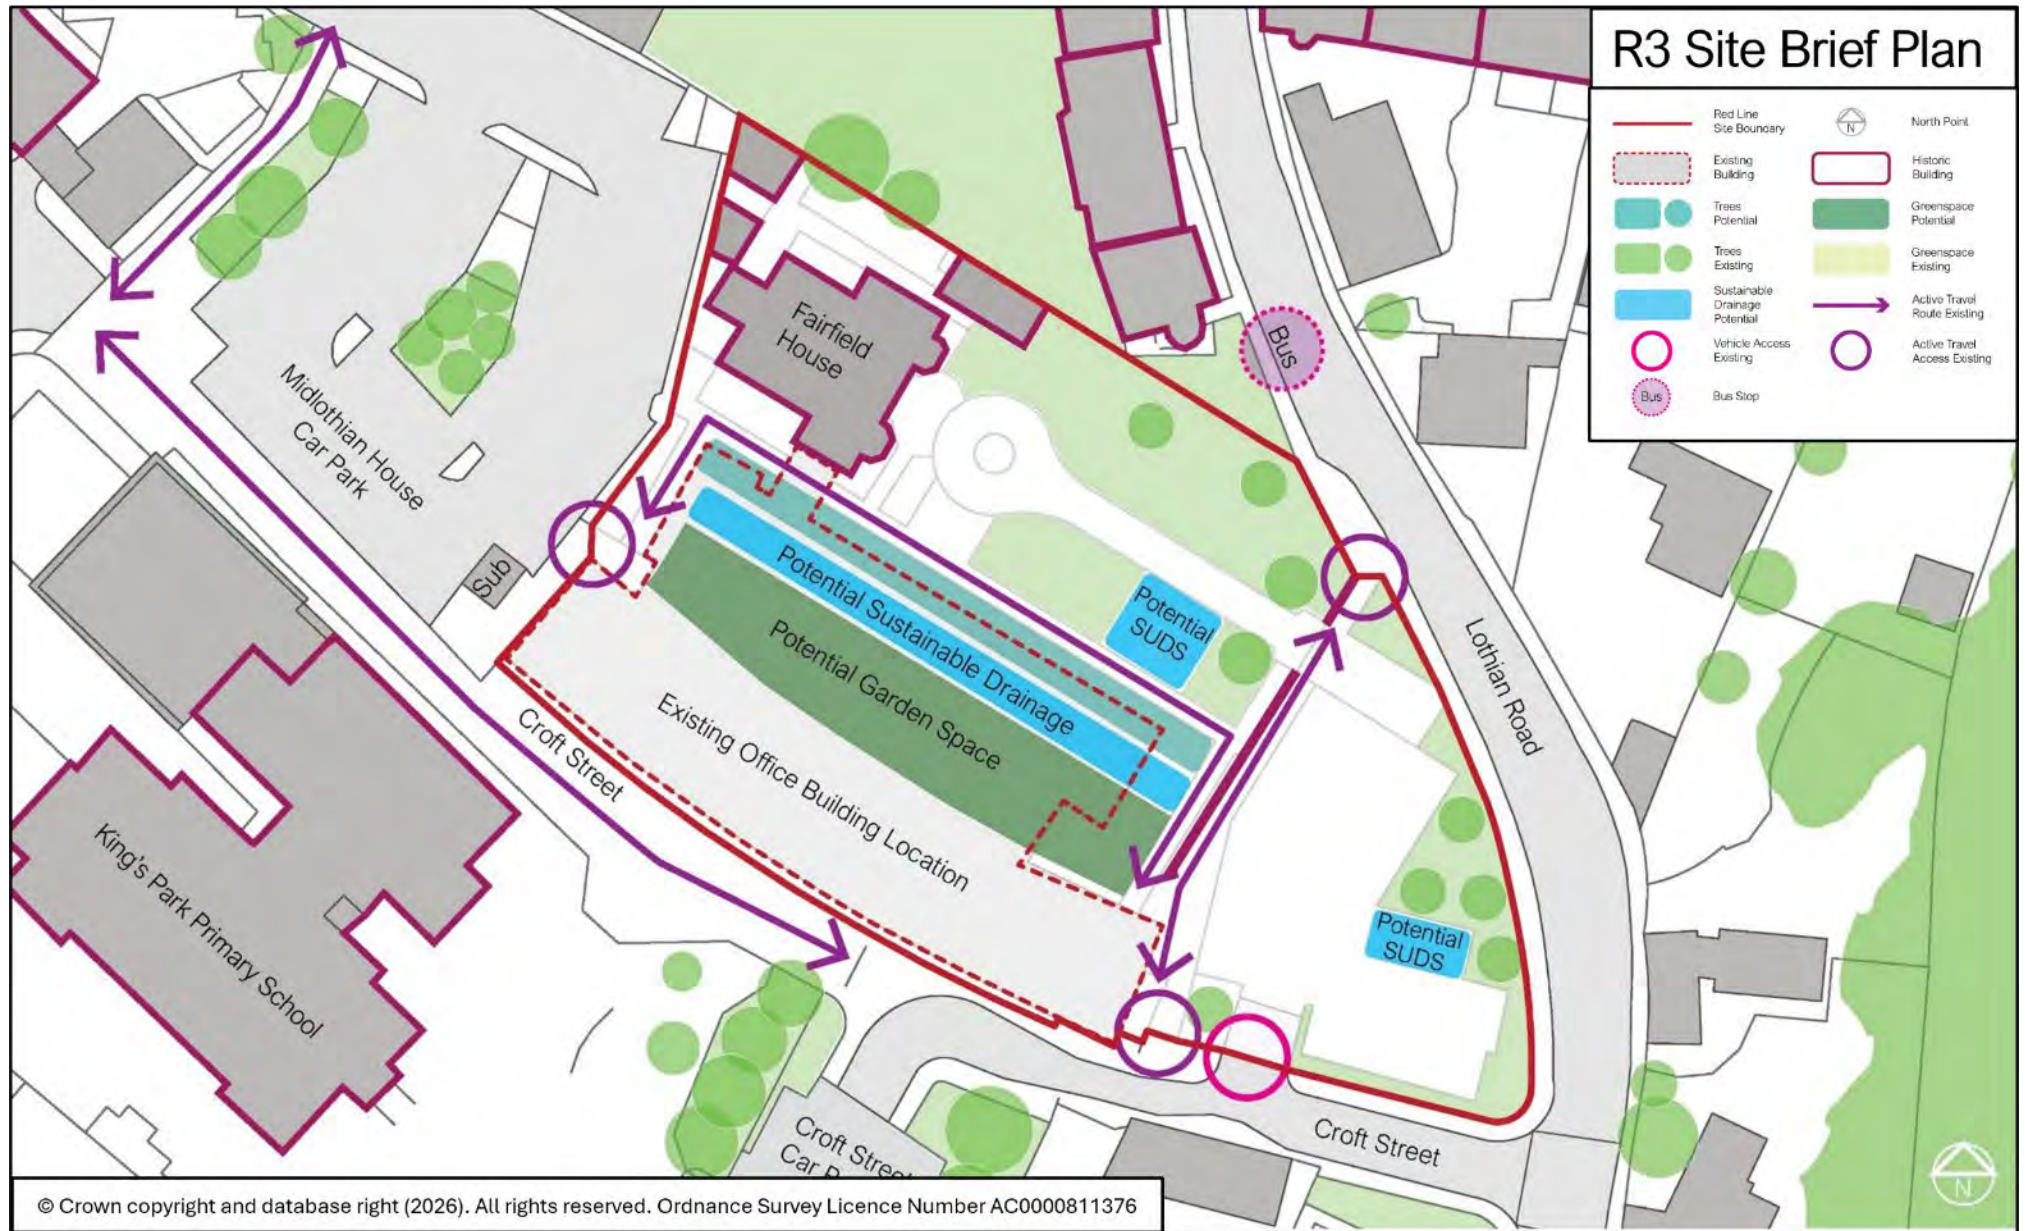 R3 Site Brief Plan
Red Line
Site Boundary
North Point
N
Existing
Building
Historic
Building
Trees
Potential
Greenspace
Potential
Trees
Existing
Greenspace
Existing
Sustainable
Drainage
Potential
Active Travel
Route Existing
Vehicle Access
Existing
Active Travel
Access Existing
Bus
Bus Stop
Fairfield
House
Bus
Midlothian House
Car Park
Sub
Potential
SUDS
Potential Sustainable Drainage
Potential Garden Space
Existing Office Building Location
Lothian Road
Croft Street
King's Park Primary School
Potential
SUDS
Croft Street
Croft Street
Car P
N
© Crown copyright and database right (2026). All rights reserved. Ordnance Survey Licence Number AC0000811376